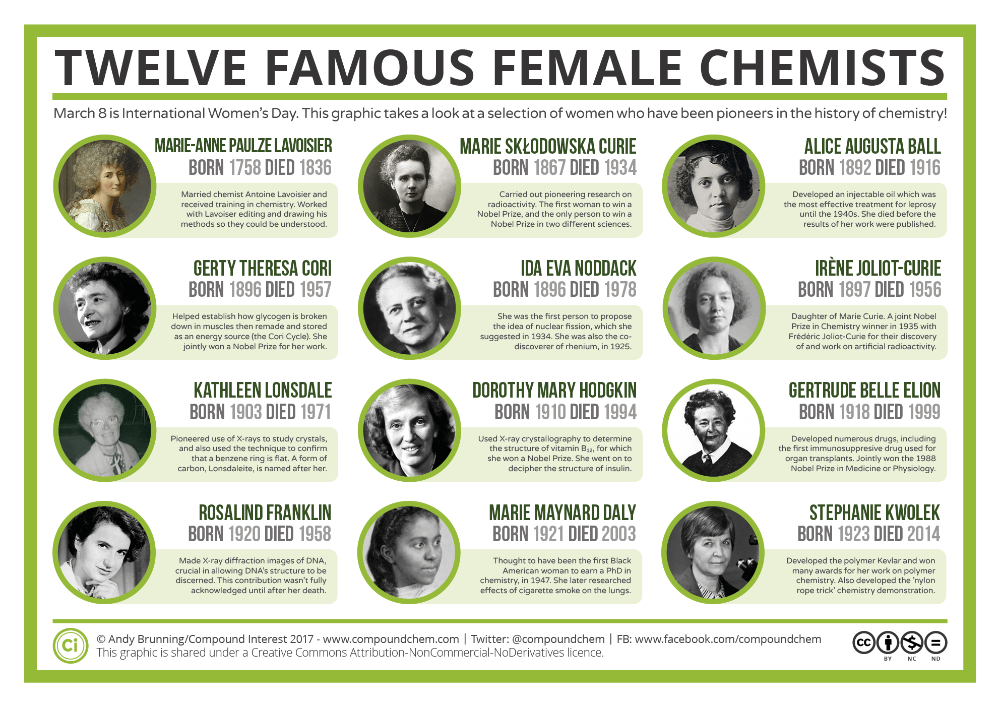 TWELVE FAMOUS FEMALE CHEMISTS
March 8 is International Women's Day. This graphic takes a look at a selection of women who have been pioneers in the history of chemistry!
MARIE-ANNE PAULZE LAVOISIER
BORN 1758 DIED 1836
Married chemist Antoine Lavoisier and
received training in chemistry. Worked
with Lavoiser editing and drawing his
methods so they could be understood.
MARIE SKŁODOWSKA CURIE
BORN 1867 DIED 1934
Carried out pioneering research on
radioactivity. The first woman to win a
Nobel Prize, and the only person to win a
Nobel Prize in two different sciences.
ALICE AUGUSTA BALL
BORN 1892 DIED 1916
Developed an injectable oil which was
the most effective treatment for leprosy
until the 1940s. She died before the
results of her work were published.
GERTY THERESA CORI
BORN 1896 DIED 1957
Helped establish how glycogen is broken
down in muscles then remade and stored
as an energy source (the Cori Cycle). She
jointly won a Nobel Prize for her work.
IDA EVA NODDACK
BORN 1896 DIED 1978
She was the first person to propose
the idea of nuclear fission, which she
suggested in 1934. She was also the co-
discoverer of rhenium, in 1925.
IRÈNE JOLIOT-CURIE
BORN 1897 DIED 1956
Daughter of Marie Curie. A joint Nobel
Prize in Chemistry winner in 1935 with
Frédéric Joliot-Curie for their discovery
of and work on artificial radioactivity.
KATHLEEN LONSDALE
BORN 1903 DIED 1971
Pioneered use of X-rays to study crystals,
and also used the technique to confirm
that a benzene ring is flat. A form of
carbon, Lonsdaleite, is named after her.
DOROTHY MARY HODGKIN
BORN 1910 DIED 1994
Used X-ray crystallography to determine
the structure of vitamin B₁₂, for which
she won a Nobel Prize. She went on to
decipher the structure of insulin.
GERTRUDE BELLE ELION
BORN 1918 DIED 1999
Developed numerous drugs, including
the first immunosuppresive drug used for
organ transplants. Jointly won the 1988
Nobel Prize in Medicine or Physiology.
ROSALIND FRANKLIN
BORN 1920 DIED 1958
Made X-ray diffraction images of DNA,
crucial in allowing DNA's structure to be
discerned. This contribution wasn't fully
acknowledged until after her death.
MARIE MAYNARD DALY
BORN 1921 DIED 2003
Thought to have been the first Black
American woman to earn a PhD in
chemistry, in 1947. She later researched
effects of cigarette smoke on the lungs.
STEPHANIE KWOLEK
BORN 1923 DIED 2014
Developed the polymer Kevlar and won
many awards for her work on polymer
chemistry. Also developed the 'nylon
rope trick' chemistry demonstration.
Ci
© Andy Brunning/Compound Interest 2017 - www.compoundchem.com | Twitter: @compoundchem | FB: www.facebook.com/compoundchem
This graphic is shared under a Creative Commons Attribution-NonCommercial-NoDerivatives licence.
cc
BY NC ND